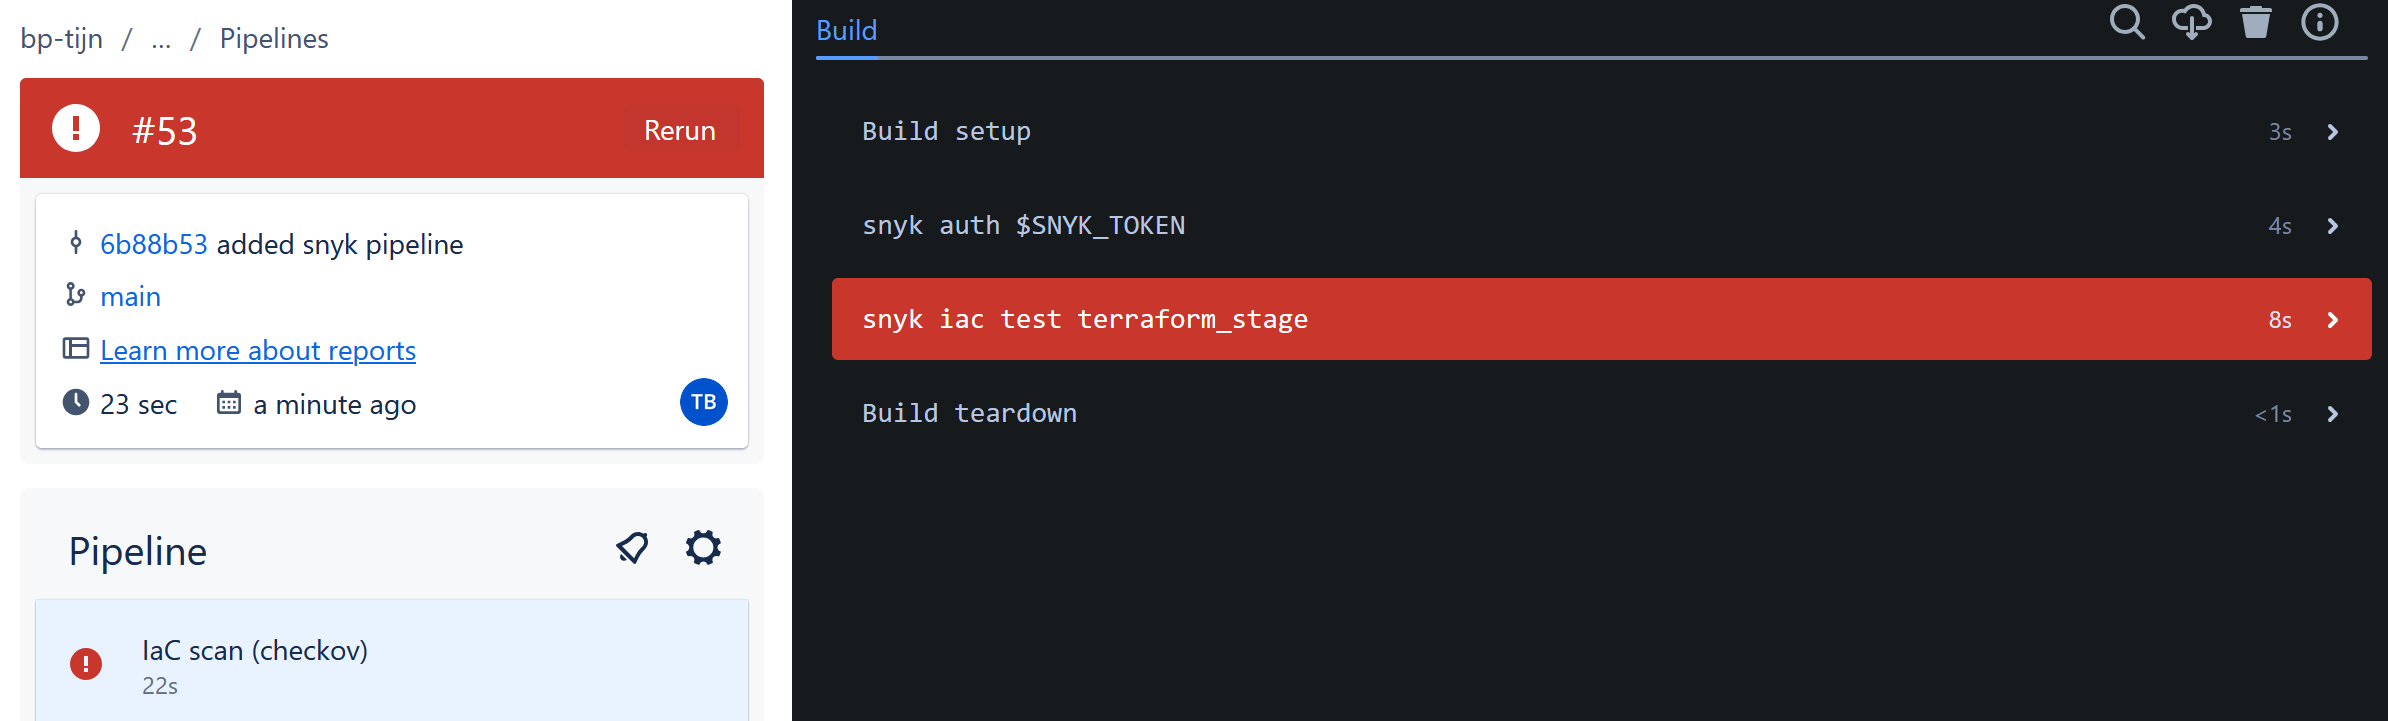 bp-tijn / ... / Pipelines
#53
Rerun
6b88b53 added snyk pipeline
main
Learn more about reports
23 sec a minute ago
TB
Pipeline
IaC scan (checkov)
22s
Build
Build setup 3s
snyk auth $SNYK_TOKEN 4s
snyk iac test terraform_stage 8s
Build teardown <1s